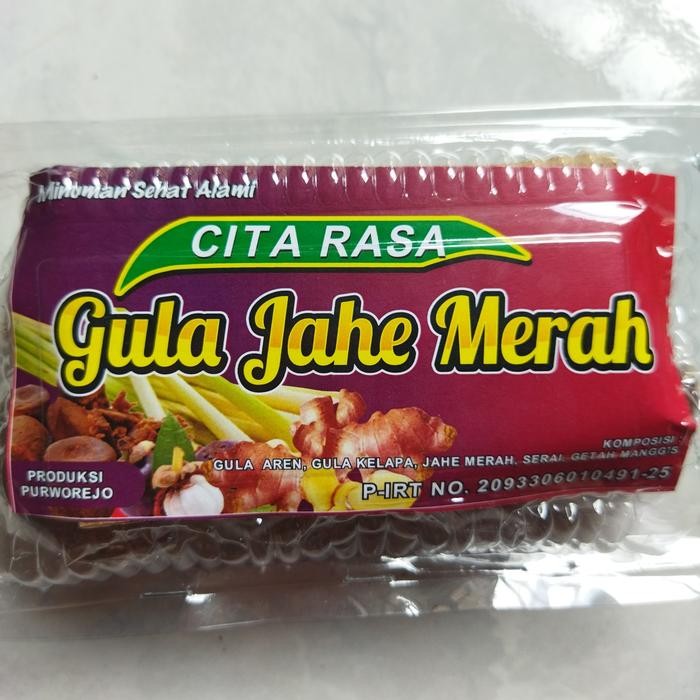 Minuman Sehat Alami
CITA RASA
Gula Jahe Merah
KOMPOSISI :
GULA AREN, GULA KELAPA, JAHE MERAH, SERAI, GETAH MANGGIS
PRODUKSI
PURWOREJO
P-IRT NO. 2093306010491-25